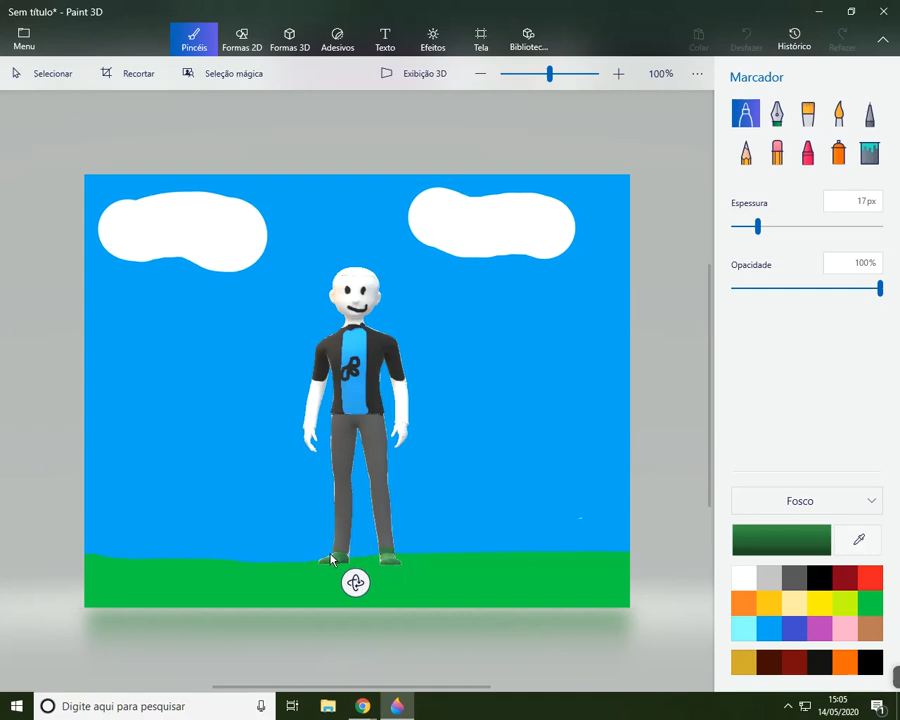 Sem título* - Paint 3D
Menu
Pincéis
Formas 2D
Formas 3D
Adesivos
Texto
Efeitos
Tela
Bibliotec...
Colar
Desfazer
Histórico
Refazer
Selecionar
Recortar
Seleção mágica
Exibição 3D
100%
Marcador
Espessura
17px
Opacidade
100%
Fosco
Digite aqui para pesquisar
15:05
14/05/2020
1